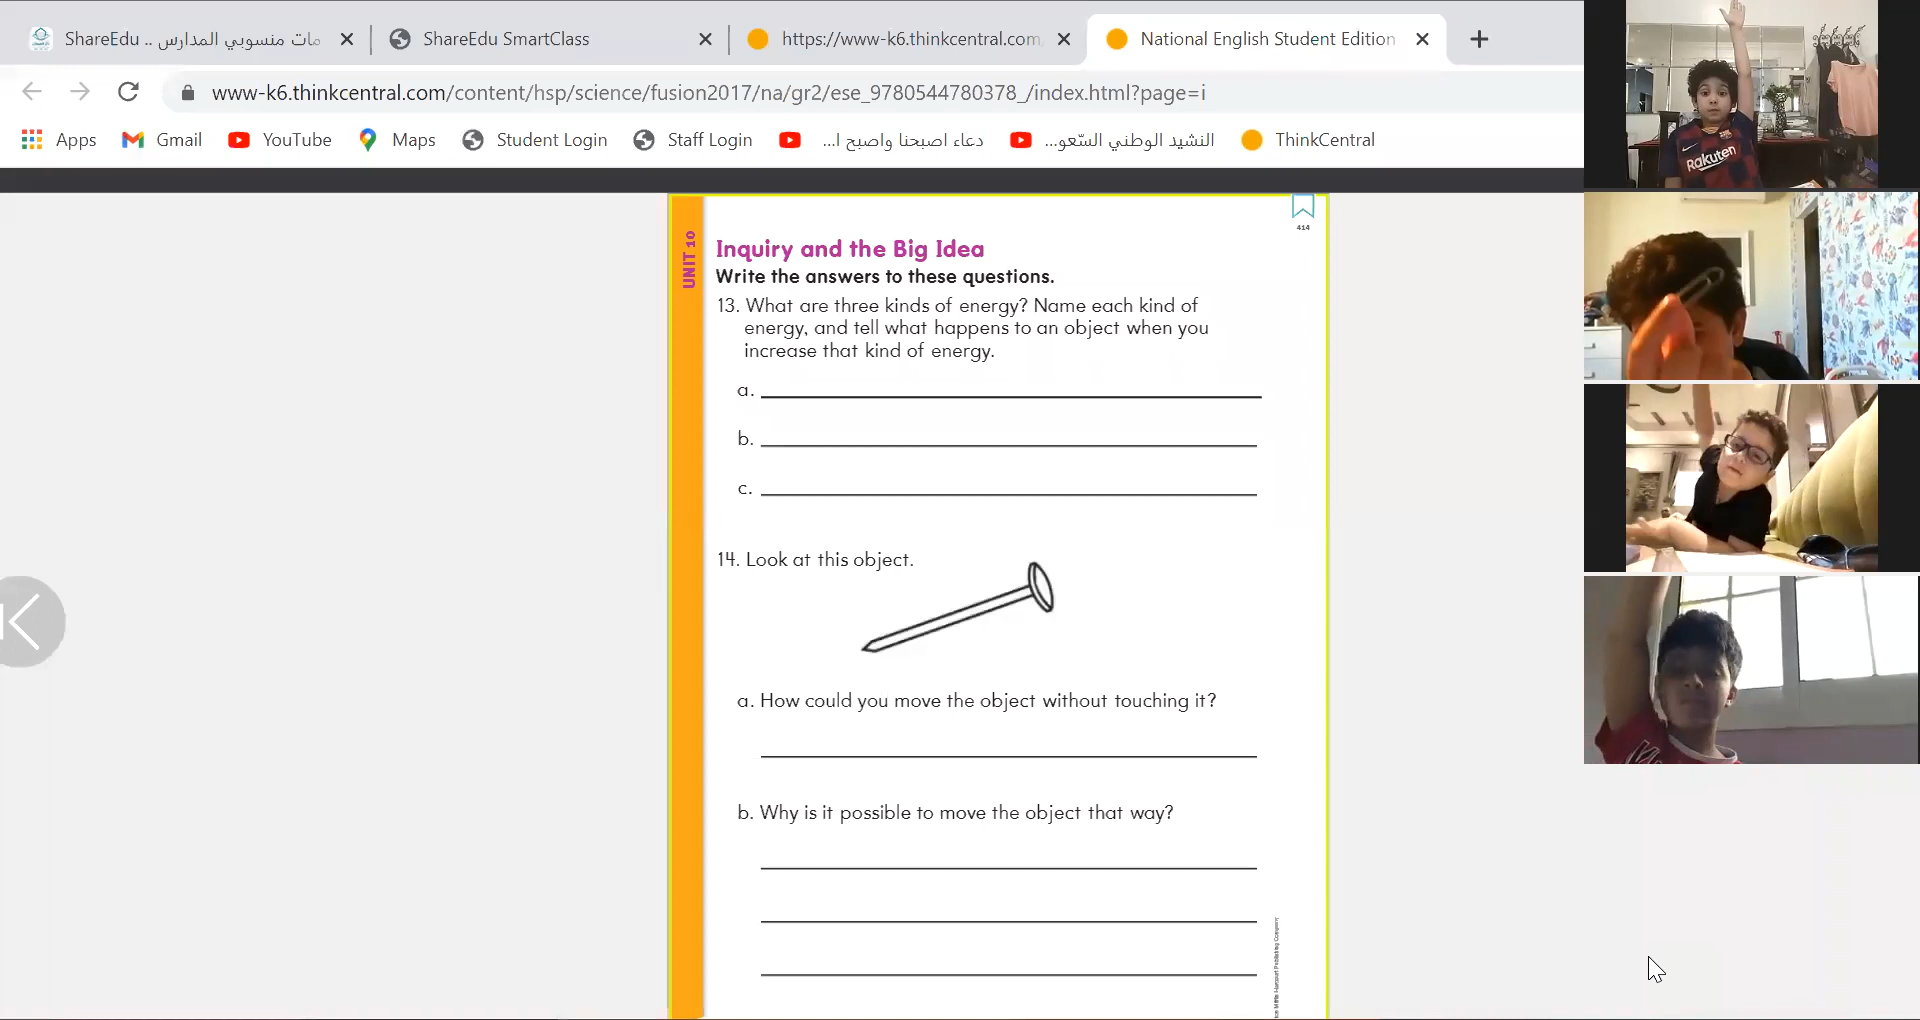 ShareEdu .. مات منسوبي المدارس
ShareEdu SmartClass
https://www-k6.thinkcentral.com
National English Student Edition
www-k6.thinkcentral.com/content/hsp/science/fusion2017/na/gr2/ese_9780544780378_/index.html?page=i
Apps
Gmail
YouTube
Maps
Student Login
Staff Login
دعاء اصبحنا واصبح ا...
النشيد الوطني السّعو...
ThinkCentral
414
UNIT 10
Inquiry and the Big Idea
Write the answers to these questions.
13. What are three kinds of energy? Name each kind of
energy, and tell what happens to an object when you
increase that kind of energy.
a.
b.
c.
14. Look at this object.
a. How could you move the object without touching it?
b. Why is it possible to move the object that way?
Rakuten